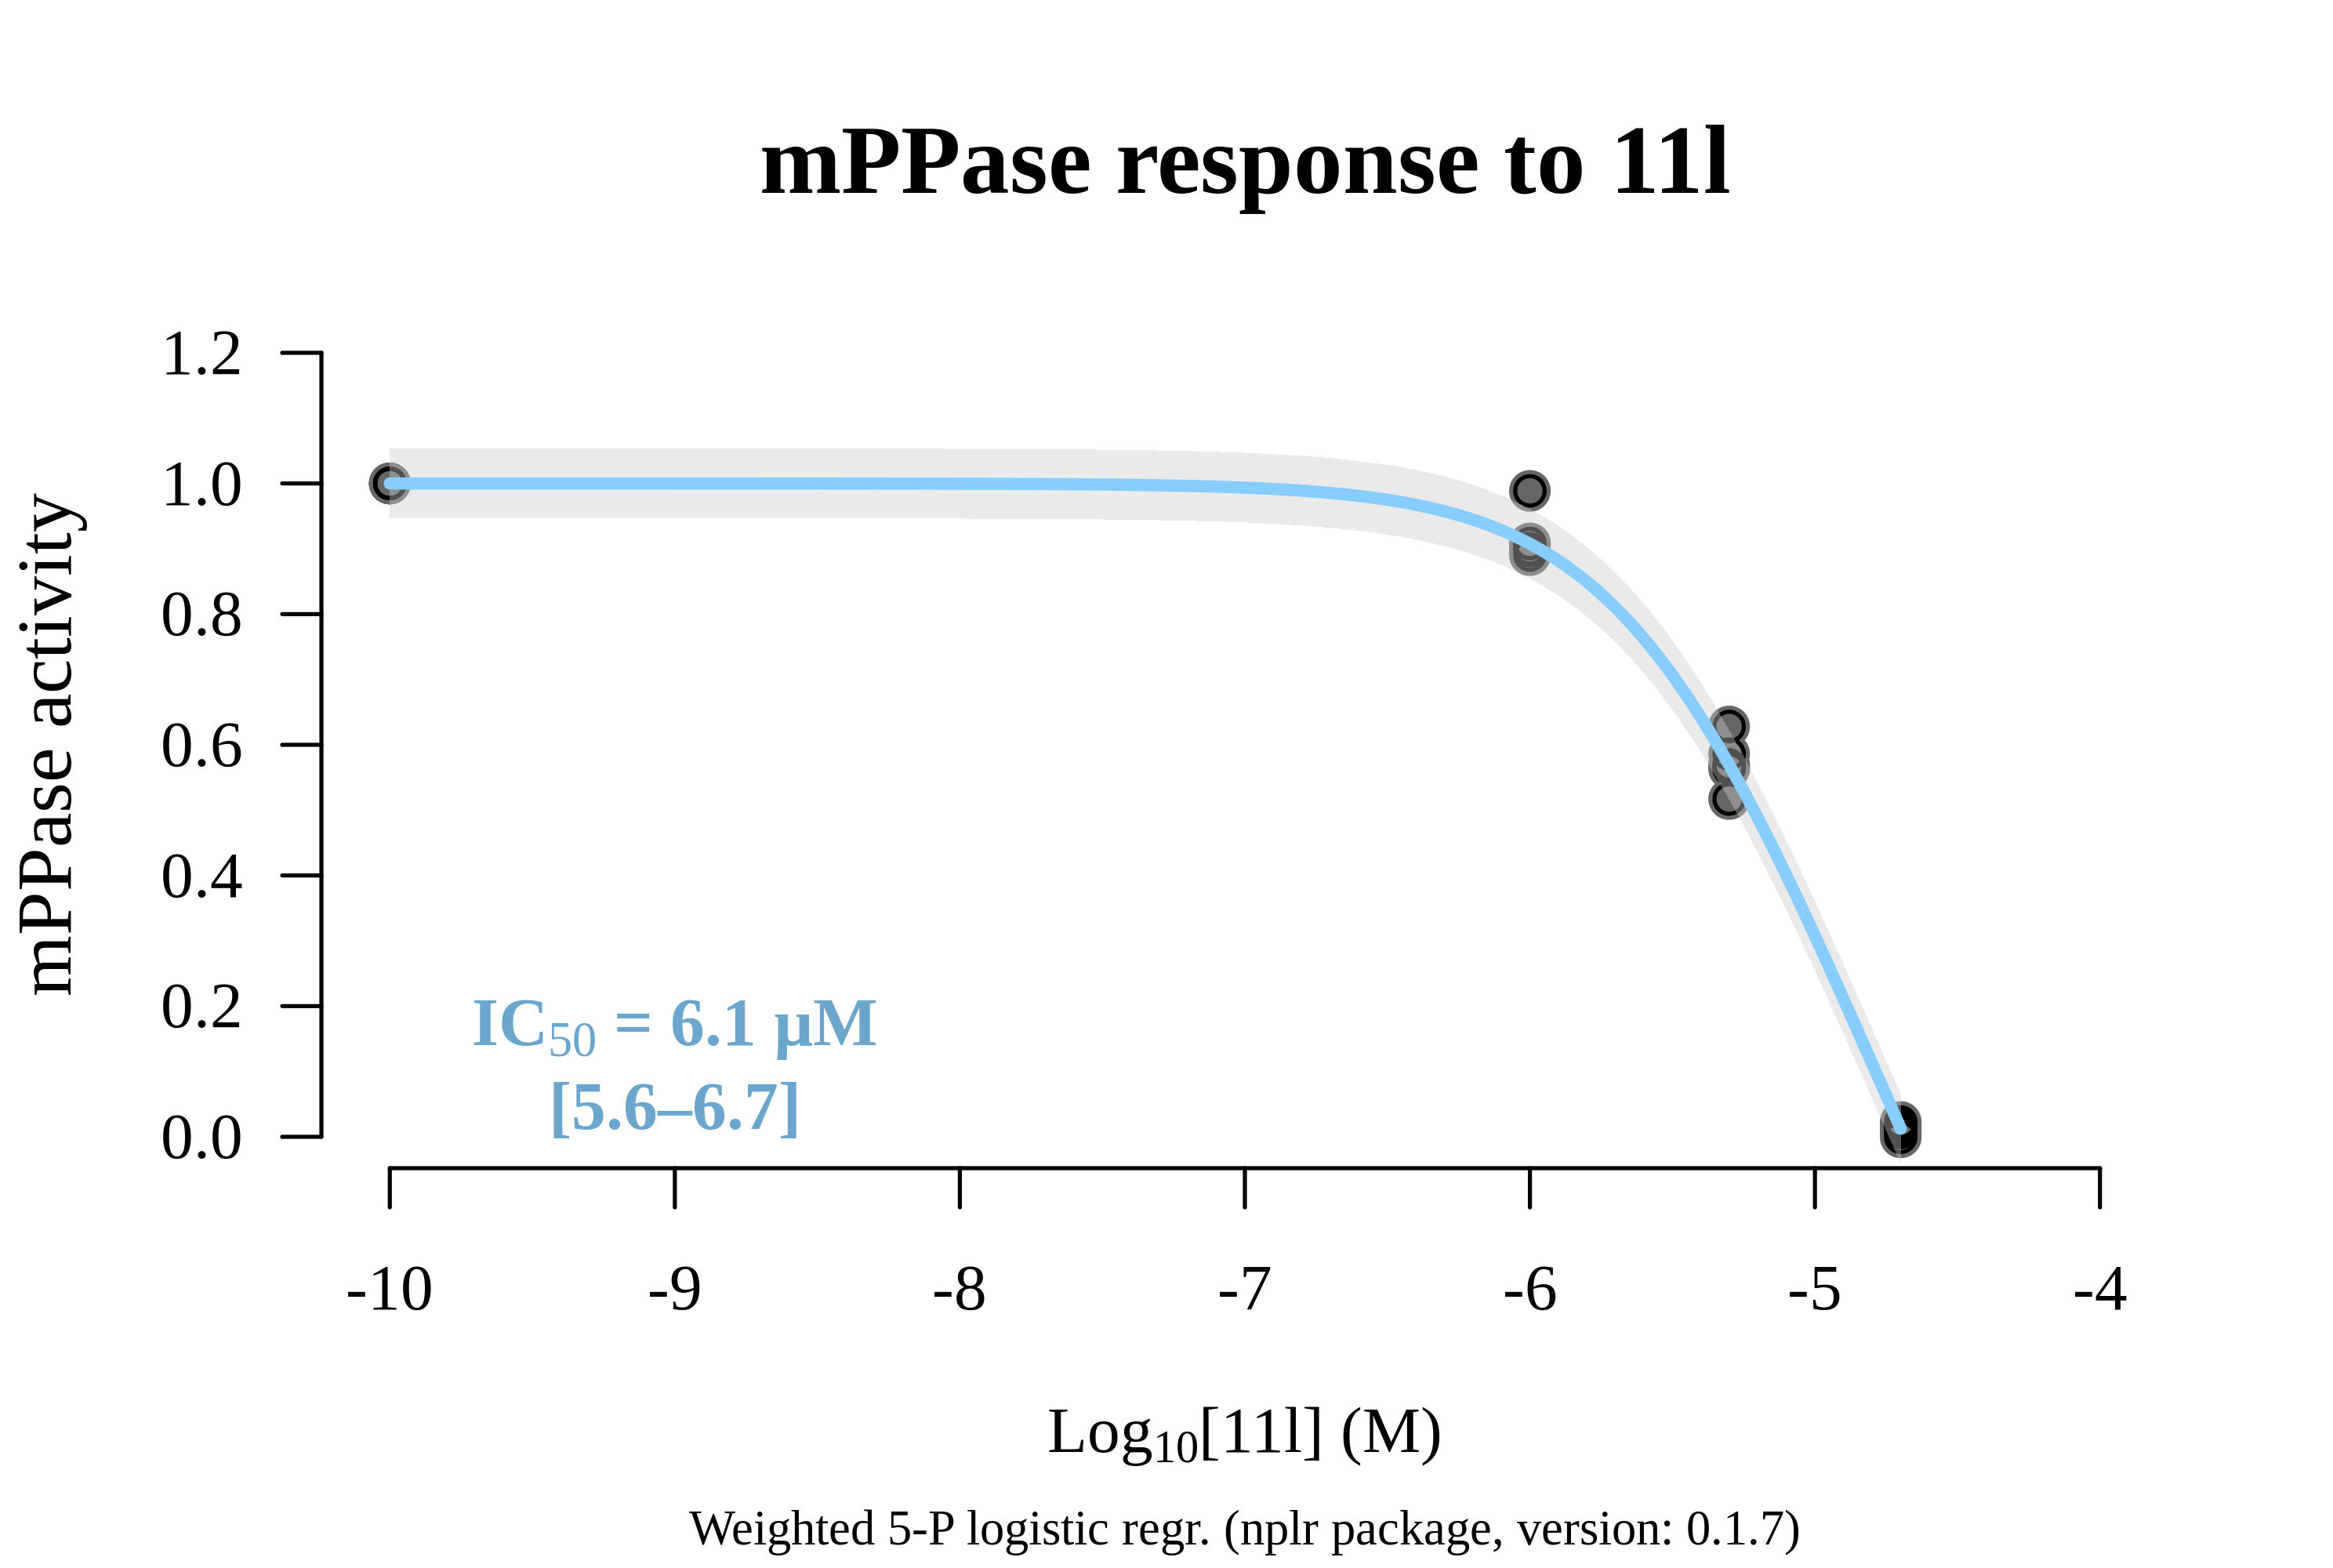 mPPase response to 11l
mPPase activity
1.2
1.0
0.8
0.6
0.4
0.2
0.0
IC50 = 6.1 µM
[5.6–6.7]
-10 -9 -8 -7 -6 -5 -4
Log10[11l] (M)
Weighted 5-P logistic regr. (nplr package, version: 0.1.7)